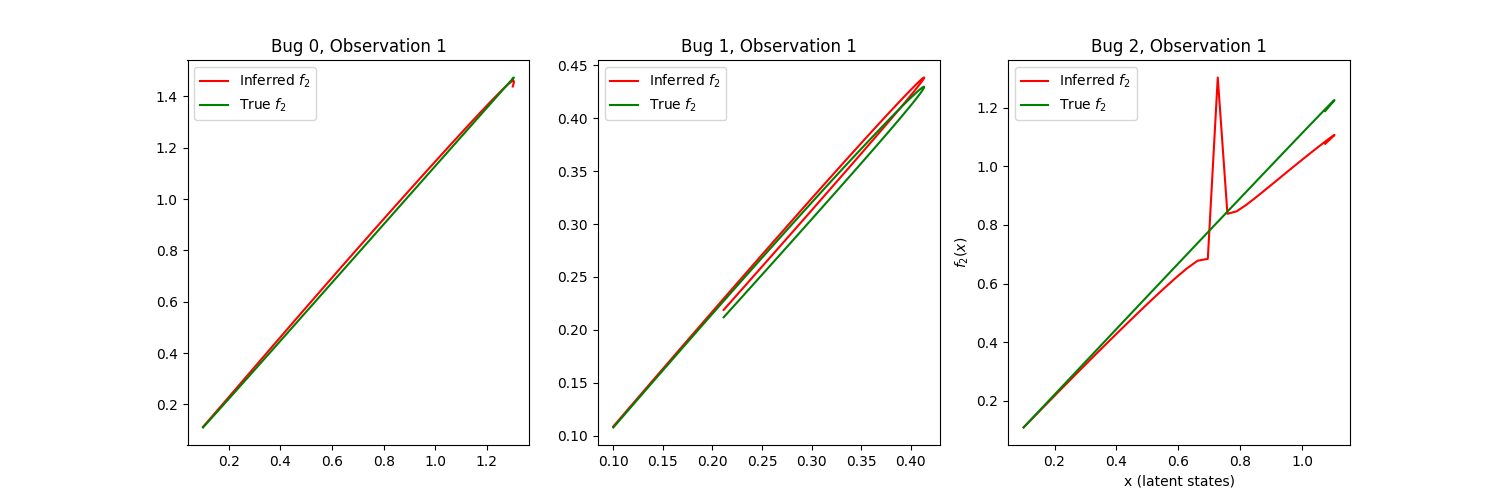 Bug 0, Observation 1
Inferred f₂
True f₂
1.4
1.2
1.0
0.8
0.6
0.4
0.2
0.2 0.4 0.6 0.8 1.0 1.2
Bug 1, Observation 1
Inferred f₂
True f₂
0.45
0.40
0.35
0.30
0.25
0.20
0.15
0.10
0.10 0.15 0.20 0.25 0.30 0.35 0.40
Bug 2, Observation 1
Inferred f₂
True f₂
f₂(x)
1.2
1.0
0.8
0.6
0.4
0.2
0.2 0.4 0.6 0.8 1.0
x (latent states)